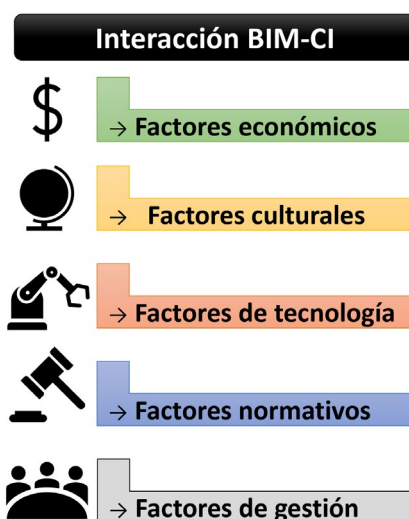 Interacción BIM-CI
$
→ Factores económicos
→ Factores culturales
→ Factores de tecnología
→ Factores normativos
→ Factores de gestión